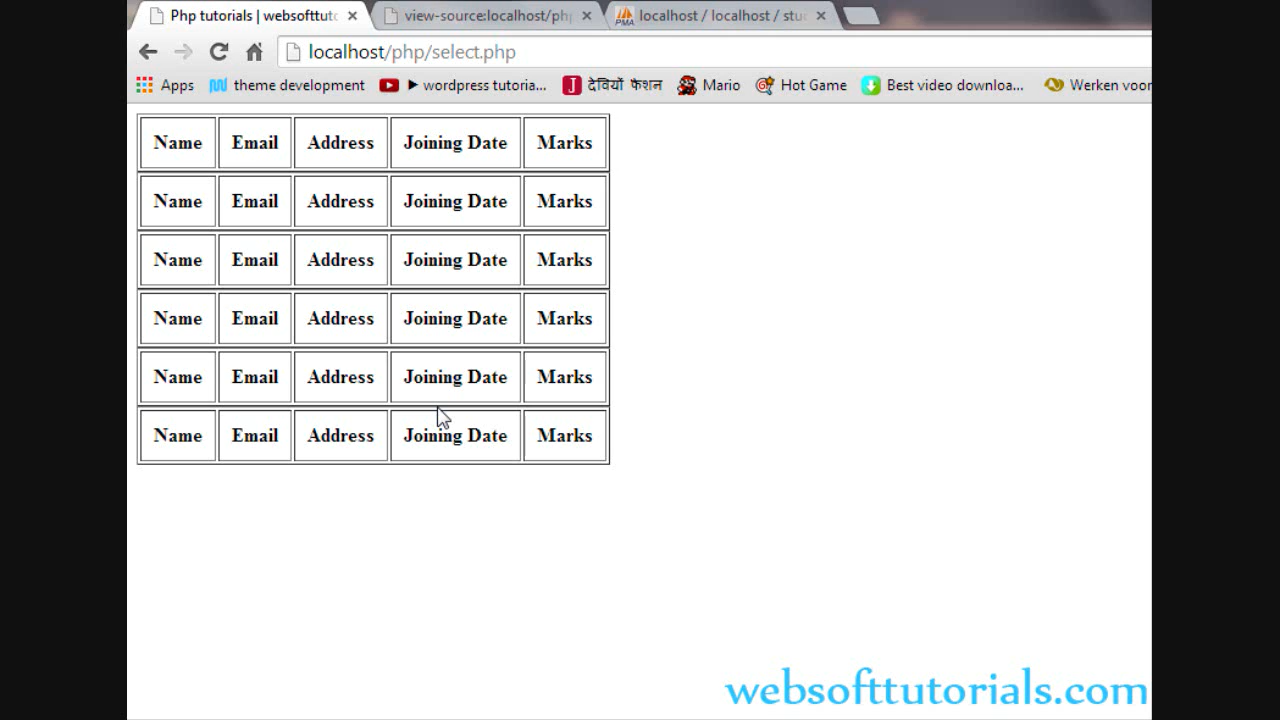 Php tutorials | websofttut
view-source:localhost/ph
localhost / localhost / stu
PMA
localhost/php/select.php
Apps
theme development
▶ wordpress tutoria...
J
देवियों फैशन
Mario
Hot Game
Best video downloa...
Werken voor
Name Email Address Joining Date Marks
Name Email Address Joining Date Marks
Name Email Address Joining Date Marks
Name Email Address Joining Date Marks
Name Email Address Joining Date Marks
Name Email Address Joining Date Marks
websofttutorials.com